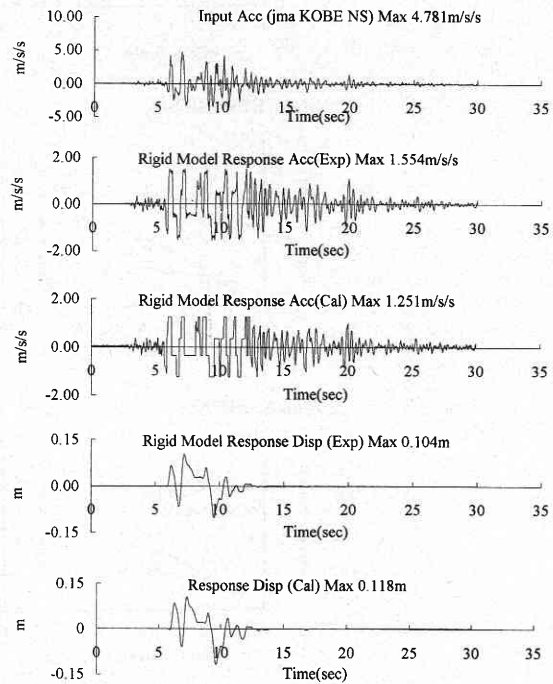 Input Acc (jma KOBE NS) Max 4.781m/s/s
10.00
5.00
0.00
-5.00
m/s/s
0 5 10 15 20 25 30 35
Time(sec)
Rigid Model Response Acc(Exp) Max 1.554m/s/s
2.00
0.00
-2.00
m/s/s
0 5 10 15 20 25 30 35
Time(sec)
Rigid Model Response Acc(Cal) Max 1.251m/s/s
2.00
0.00
-2.00
m/s/s
0 5 10 15 20 25 30 35
Time(sec)
Rigid Model Response Disp (Exp) Max 0.104m
0.15
0.00
-0.15
m
0 5 10 15 20 25 30 35
Time(sec)
Response Disp (Cal) Max 0.118m
0.15
0
-0.15
m
0 5 10 15 20 25 30 35
Time(sec)